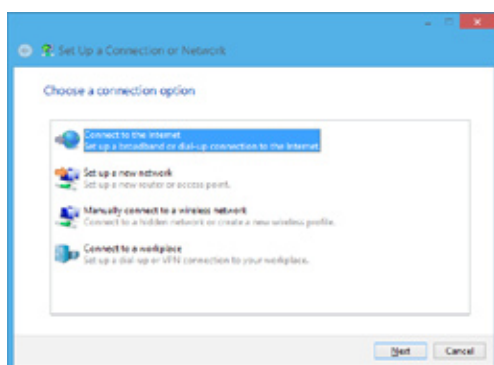 Set Up a Connection or Network
Choose a connection option
Connect to the Internet
Set up a broadband or dial-up connection to the Internet.
Set up a new network
Set up a new router or access point.
Manually connect to a wireless network
Connect to a hidden network or create a new wireless profile.
Connect to a workplace
Set up a dial-up or VPN connection to your workplace.
Next Cancel